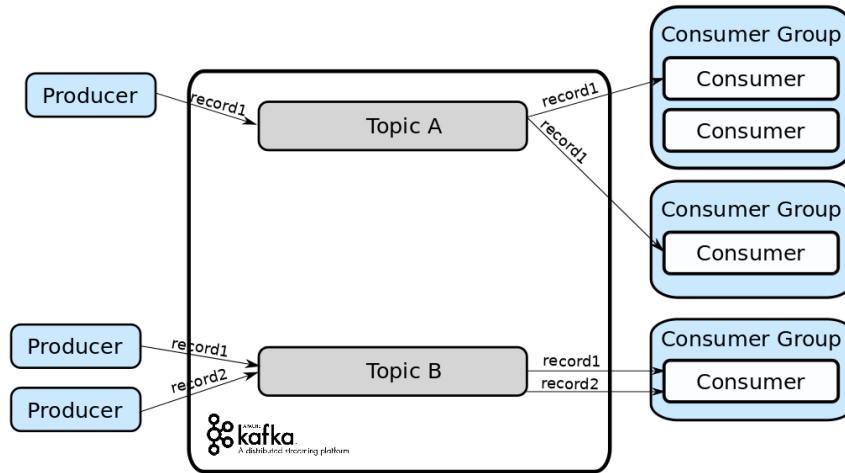 Consumer Group
Consumer
Producer
record1
Topic A
record1
Consumer
record1
Consumer Group
Consumer
Producer
record1
Topic B
record1
Consumer Group
record2
record2
Consumer
Producer
APACHE
kafka
A distributed streaming platform